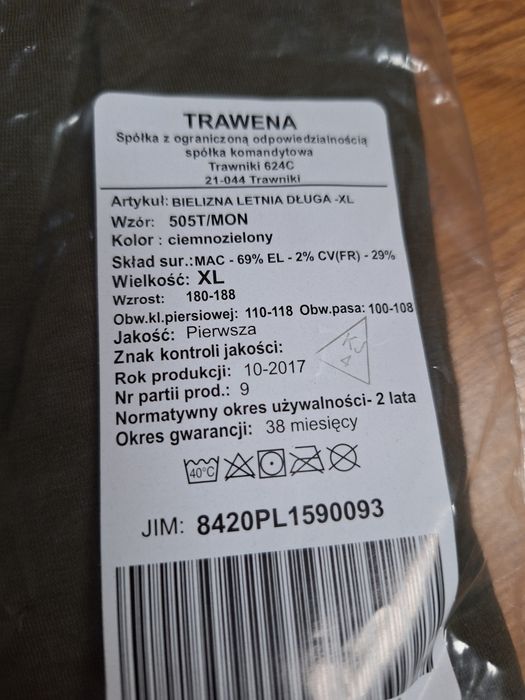 TRAWENA
Spółka z ograniczoną odpowiedzialnością
spółka komandytowa
Trawniki 624C
21-044 Trawniki
Artykuł: BIELIZNA LETNIA DŁUGA -XL
Wzór: 505T/MON
Kolor : ciemnozielony
Skład sur.:MAC - 69% EL - 2% CV(FR) - 29%
Wielkość: XL
Wzrost: 180-188
Obw.kl.piersiowej: 110-118 Obw.pasa: 100-108
Jakość: Pierwsza
Znak kontroli jakości:
KJ
4
Rok produkcji: 10-2017
Nr partii prod.: 9
Normatywny okres używalności- 2 lata
Okres gwarancji: 38 miesięcy
40°C
JIM: 8420PL1590093